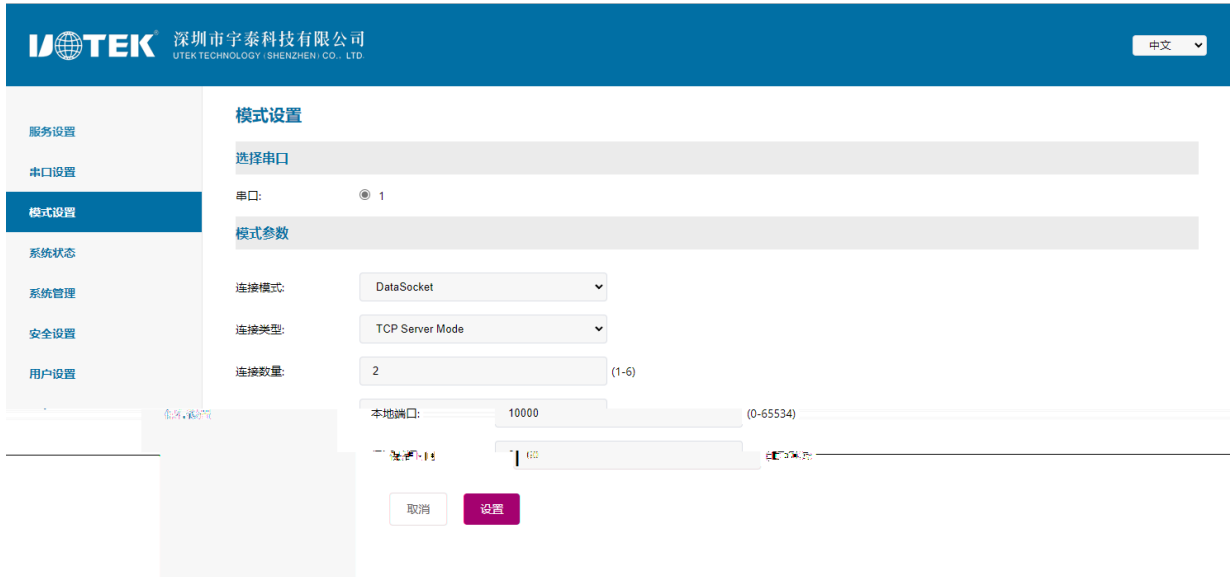 UOTEK® 深圳市宇泰科技有限公司
UTEK TECHNOLOGY (SHENZHEN) CO., LTD.
中文
服务设置
串口设置
模式设置
系统状态
系统管理
安全设置
用户设置
模式设置
选择串口
串口: 1
模式参数
连接模式: DataSocket
连接类型: TCP Server Mode
连接数量: 2 (1-6)
本地端口: 10000 (0-65534)
60
取消 设置